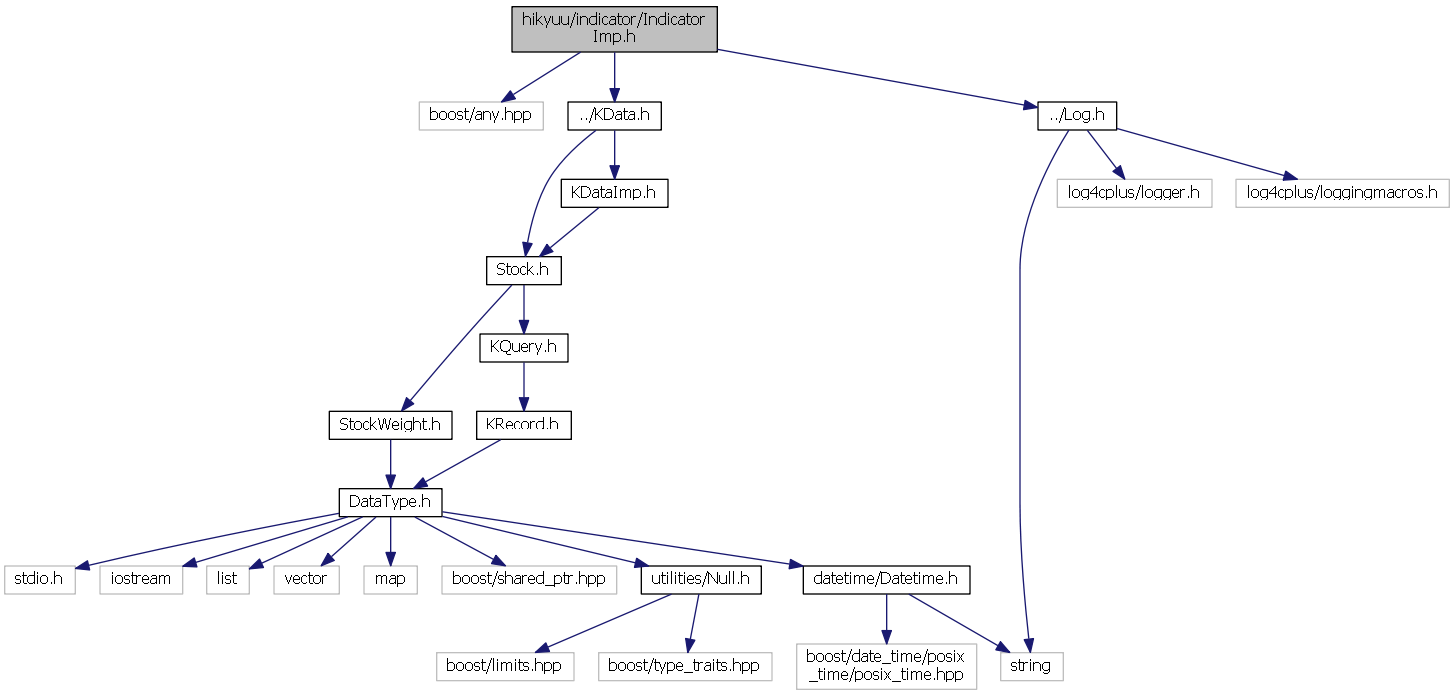 hikyuu/indicator/Indicator
Imp.h
boost/any.hpp
../KData.h
../Log.h
KDataImp.h
log4cplus/logger.h
log4cplus/loggingmacros.h
Stock.h
KQuery.h
StockWeight.h
KRecord.h
DataType.h
stdio.h
iostream
list
vector
map
boost/shared_ptr.hpp
utilities/Null.h
datetime/Datetime.h
boost/limits.hpp
boost/type_traits.hpp
boost/date_time/posix
_time/posix_time.hpp
string